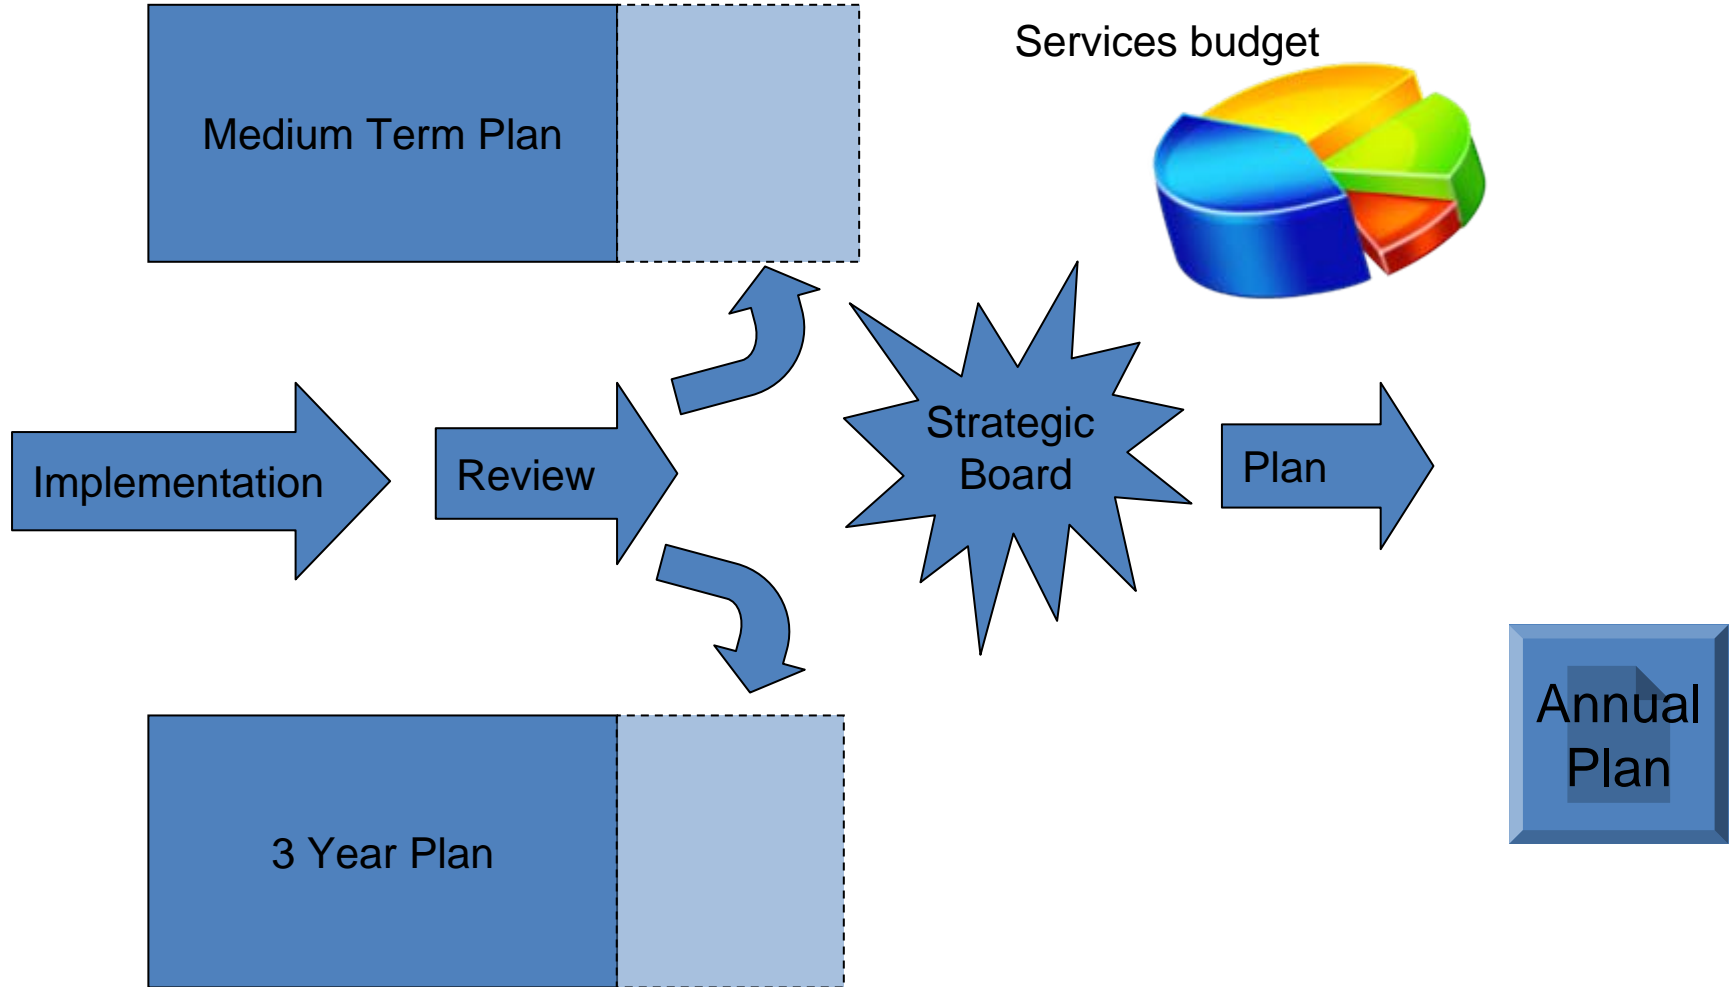 Services budget
Medium Term Plan
Implementation
Review
Strategic
Board
Plan
Annual
Plan
3 Year Plan